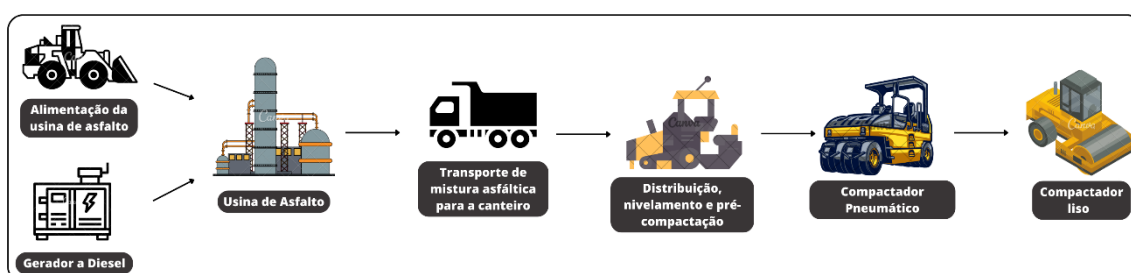 Alimentação da
usina de asfalto
Gerador a Diesel
Usina de Asfalto
Transporte de
mistura asfáltica
para a canteiro
Distribuição,
nivelamento e pré-
compactação
Compactador
Pneumático
Compactador
liso